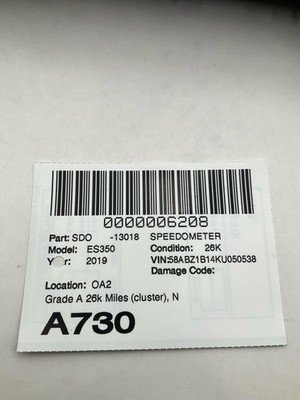 0000006208
Part: SDO -13018 SPEEDOMETER
Model: ES350 Condition: 26K
Y r: 2019 VIN:58ABZ1B14KU050538
Damage Code:
Location: OA2
Grade A 26k Miles (cluster), N
A730